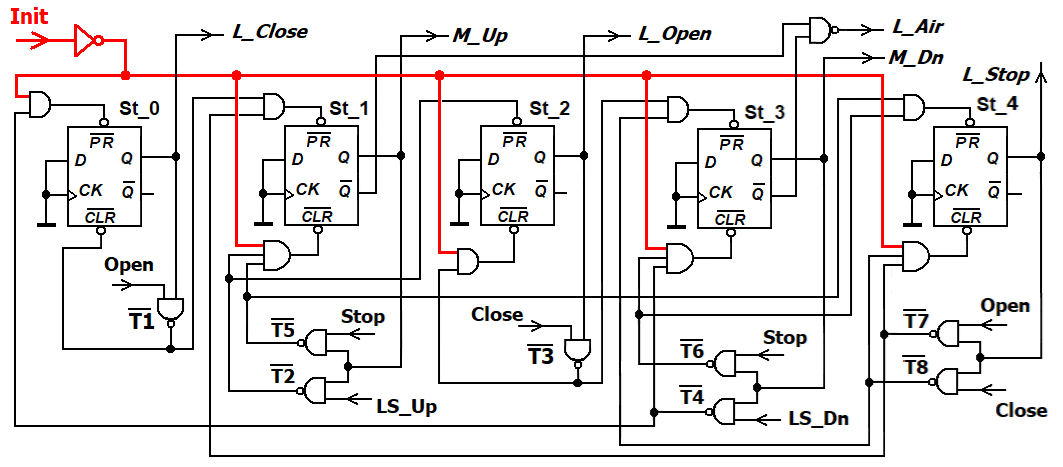 Init
L_Close
M_Up
L_Open
L_Air
M_Dn
L_Stop
St_0
St_1
St_2
St_3
St_4
PR
D
Q
CK
Q
CLR
PR
D
Q
CK
Q
CLR
PR
D
Q
CK
Q
CLR
PR
D
Q
CK
Q
CLR
PR
D
Q
CK
Q
CLR
Open
T1
Stop
T5
T2
LS_Up
Close
T3
Stop
T6
T4
LS_Dn
Open
T7
T8
Close